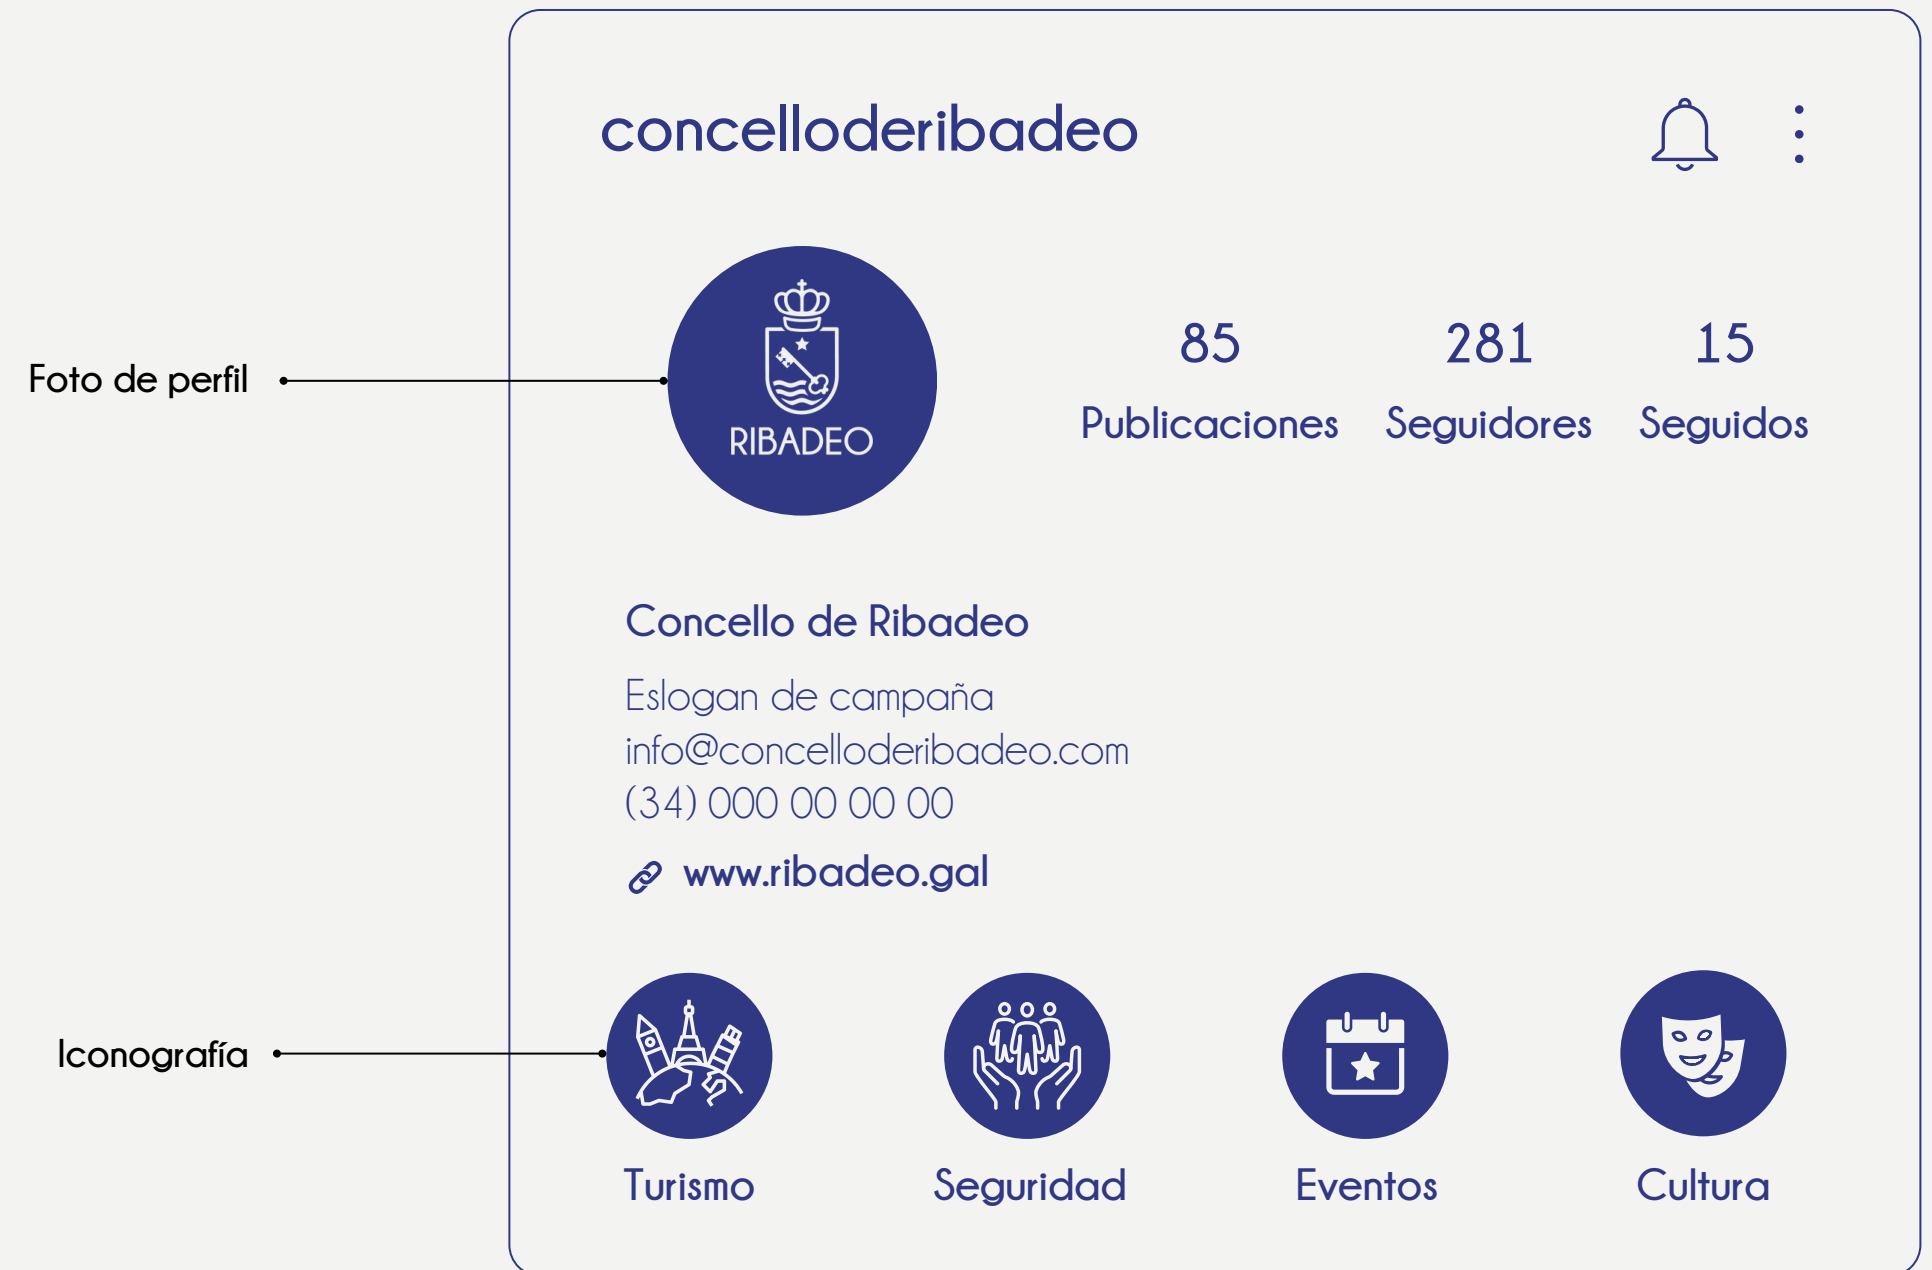 concelloderibadeo
Foto de perfil
RIBADEO
85 281 15
Publicaciones Seguidores Seguidos
Concello de Ribadeo
Eslogan de campaña
info@concelloderibadeo.com
(34) 000 00 00 00
www.ribadeo.gal
Iconografía
Turismo Seguridad Eventos Cultura